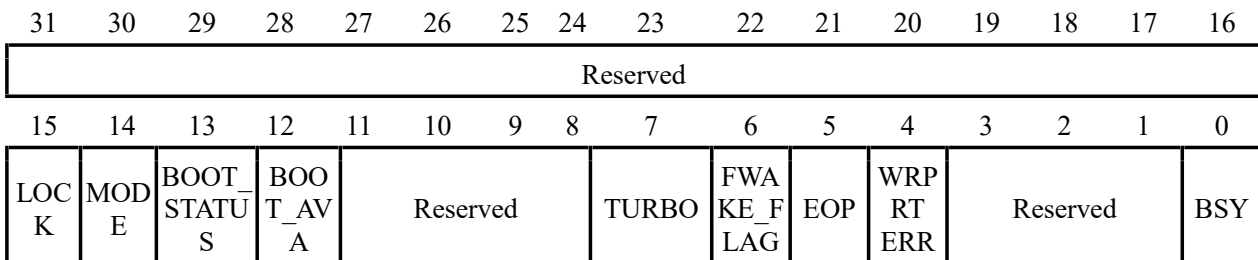 31 30 29 28 27 26 25 24 23 22 21 20 19 18 17 16
Reserved
15 14 13 12 11 10 9 8 7 6 5 4 3 2 1 0
LOC
K
MOD
E
BOOT_
STATU
S
BOO
T_AV
A
Reserved
TURBO
FWA
KE_F
LAG
EOP
WRP
RT
ERR
Reserved
BSY